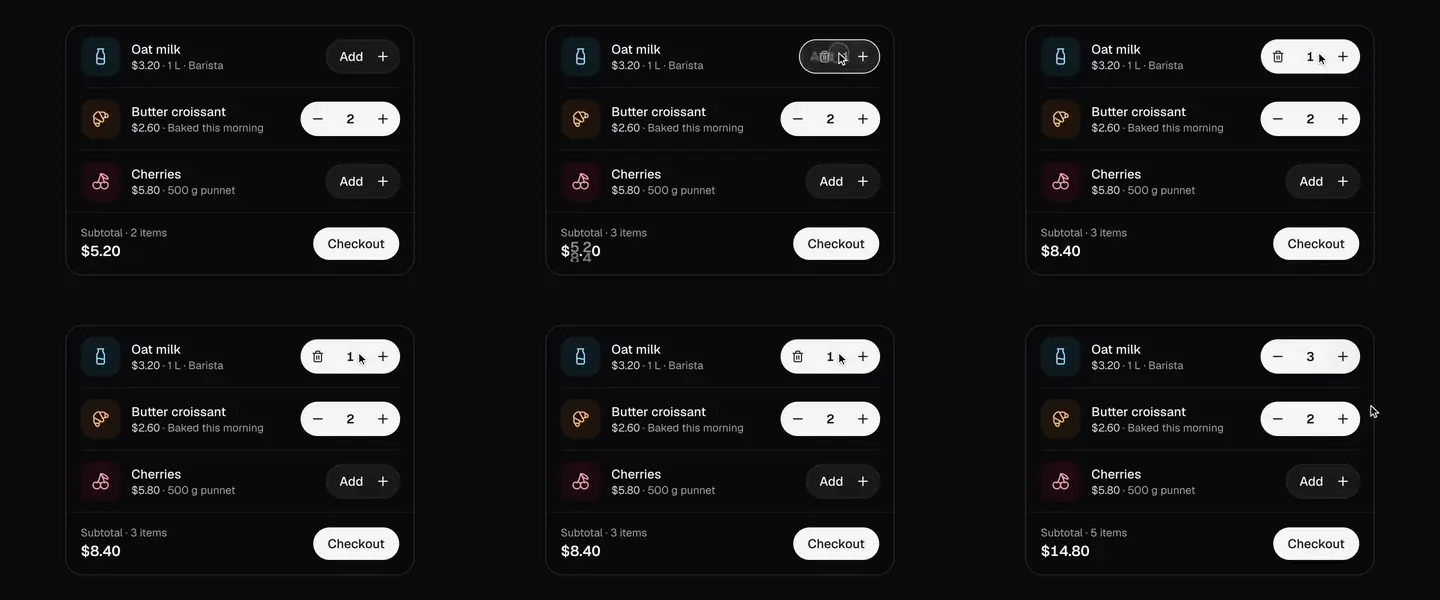 Oat milk
$3.20 · 1 L · Barista
Add
Butter croissant
$2.60 · Baked this morning
2
Cherries
$5.80 · 500 g punnet
Add
Subtotal · 2 items
$5.20
Checkout
Oat milk
$3.20 · 1 L · Barista
Butter croissant
$2.60 · Baked this morning
2
Cherries
$5.80 · 500 g punnet
Add
Subtotal · 3 items
Checkout
Oat milk
$3.20 · 1 L · Barista
1
Butter croissant
$2.60 · Baked this morning
2
Cherries
$5.80 · 500 g punnet
Add
Subtotal · 3 items
$8.40
Checkout
Oat milk
$3.20 · 1 L · Barista
1
Butter croissant
$2.60 · Baked this morning
2
Cherries
$5.80 · 500 g punnet
Add
Subtotal · 3 items
$8.40
Checkout
Oat milk
$3.20 · 1 L · Barista
1
Butter croissant
$2.60 · Baked this morning
2
Cherries
$5.80 · 500 g punnet
Add
Subtotal · 3 items
$8.40
Checkout
Oat milk
$3.20 · 1 L · Barista
3
Butter croissant
$2.60 · Baked this morning
2
Cherries
$5.80 · 500 g punnet
Add
Subtotal · 5 items
$14.80
Checkout